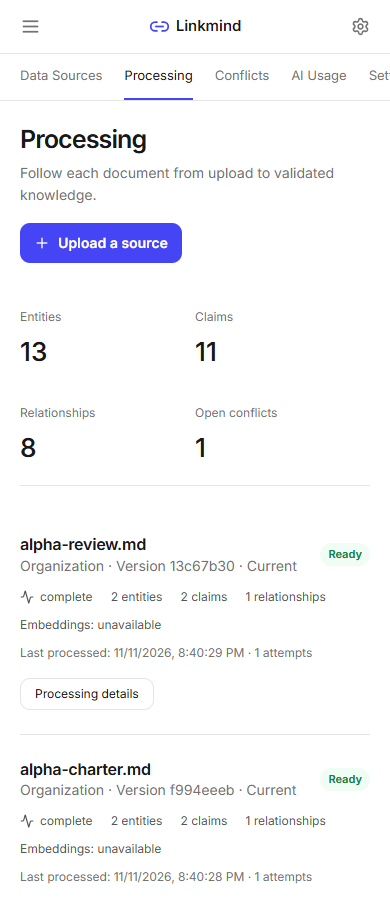 Linkmind
Data Sources Processing Conflicts AI Usage Set
Processing
Follow each document from upload to validated
knowledge.
+ Upload a source
Entities Claims
13 11
Relationships Open conflicts
8 1
alpha-review.md
Ready
Organization · Version 13c67b30 · Current
complete 2 entities 2 claims 1 relationships
Embeddings: unavailable
Last processed: 11/11/2026, 8:40:29 PM · 1 attempts
Processing details
alpha-charter.md
Ready
Organization · Version f994eeeb · Current
complete 2 entities 2 claims 1 relationships
Embeddings: unavailable
Last processed: 11/11/2026, 8:40:28 PM · 1 attempts